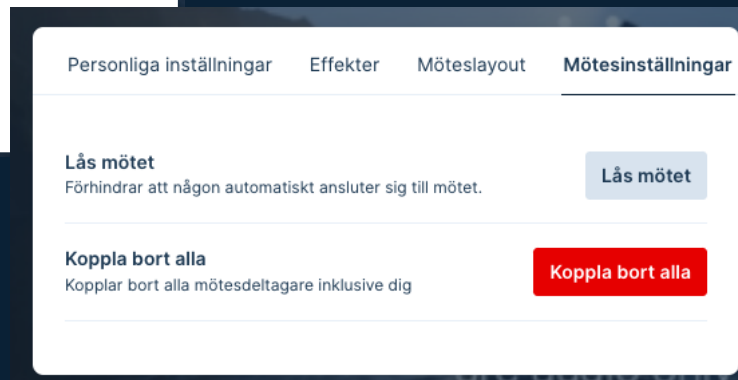 Personliga inställningar Effekter Möteslayout Mötesinställningar
Lås mötet
Förhindrar att någon automatiskt ansluter sig till mötet.
Lås mötet
Koppla bort alla
Kopplar bort alla mötesdeltagare inklusive dig
Koppla bort alla